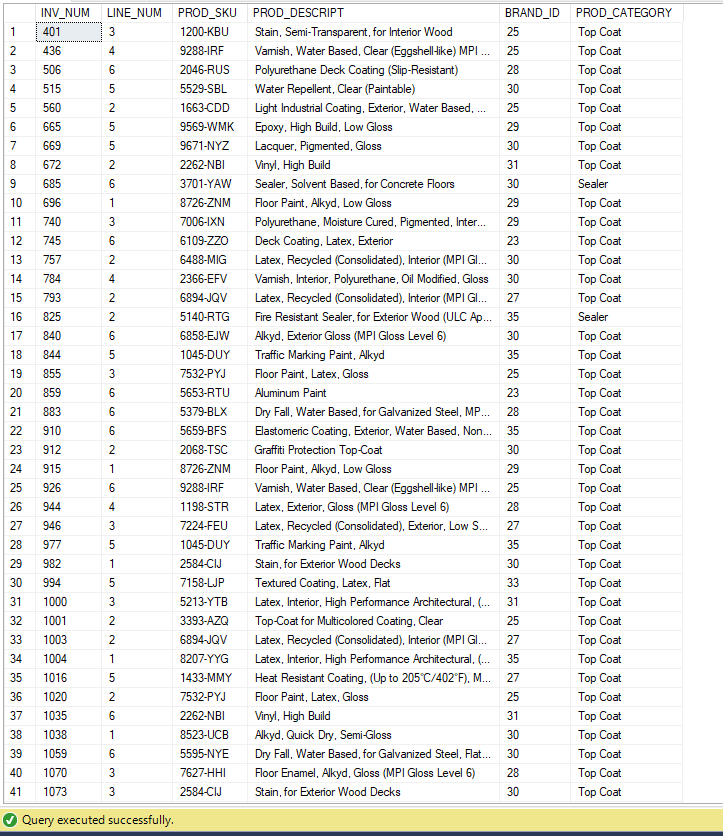 INV_NUM LINE_NUM PROD_SKU PROD_DESCRIPT BRAND_ID PROD_CATEGORY
1 401 3 1200-KBU Stain, Semi-Transparent, for Interior Wood 25 Top Coat
2 436 4 9288-IRF Varnish, Water Based, Clear (Eggshell-like) MPI ... 25 Top Coat
3 506 6 2046-RUS Polyurethane Deck Coating (Slip-Resistant) 28 Top Coat
4 515 5 5529-SBL Water Repellent, Clear (Paintable) 30 Top Coat
5 560 2 1663-CDD Light Industrial Coating, Exterior, Water Based, ... 25 Top Coat
6 665 5 9569-WMK Epoxy, High Build, Low Gloss 29 Top Coat
7 669 5 9671-NYZ Lacquer, Pigmented, Gloss 30 Top Coat
8 672 2 2262-NBI Vinyl, High Build 31 Top Coat
9 685 6 3701-YAW Sealer, Solvent Based, for Concrete Floors 30 Sealer
10 696 1 8726-ZNM Floor Paint, Alkyd, Low Gloss 29 Top Coat
11 740 3 7006-IXN Polyurethane, Moisture Cured, Pigmented, Inter... 29 Top Coat
12 745 6 6109-ZZO Deck Coating, Latex, Exterior 23 Top Coat
13 757 2 6488-MIG Latex, Recycled (Consolidated), Interior (MPI Gl... 30 Top Coat
14 784 4 2366-EFV Varnish, Interior, Polyurethane, Oil Modified, Gloss 30 Top Coat
15 793 2 6894-JQV Latex, Recycled (Consolidated), Interior (MPI Gl... 27 Top Coat
16 825 2 5140-RTG Fire Resistant Sealer, for Exterior Wood (ULC Ap... 35 Sealer
17 840 6 6858-EJW Alkyd, Exterior Gloss (MPI Gloss Level 6) 30 Top Coat
18 844 5 1045-DUY Traffic Marking Paint, Alkyd 35 Top Coat
19 855 3 7532-PYJ Floor Paint, Latex, Gloss 25 Top Coat
20 859 6 5653-RTU Aluminum Paint 23 Top Coat
21 883 6 5379-BLX Dry Fall, Water Based, for Galvanized Steel, MP... 28 Top Coat
22 910 6 5659-BFS Elastomeric Coating, Exterior, Water Based, Non... 35 Top Coat
23 912 2 2068-TSC Graffiti Protection Top-Coat 30 Top Coat
24 915 1 8726-ZNM Floor Paint, Alkyd, Low Gloss 29 Top Coat
25 926 6 9288-IRF Varnish, Water Based, Clear (Eggshell-like) MPI ... 25 Top Coat
26 944 4 1198-STR Latex, Exterior, Gloss (MPI Gloss Level 6) 28 Top Coat
27 946 3 7224-FEU Latex, Recycled (Consolidated), Exterior, Low S... 27 Top Coat
28 977 5 1045-DUY Traffic Marking Paint, Alkyd 35 Top Coat
29 982 1 2584-CIJ Stain, for Exterior Wood Decks 30 Top Coat
30 994 5 7158-LJP Textured Coating, Latex, Flat 33 Top Coat
31 1000 3 5213-YTB Latex, Interior, High Performance Architectural, (... 31 Top Coat
32 1001 2 3393-AZQ Top-Coat for Multicolored Coating, Clear 25 Top Coat
33 1003 2 6894-JQV Latex, Recycled (Consolidated), Interior (MPI Gl... 27 Top Coat
34 1004 1 8207-YYG Latex, Interior, High Performance Architectural, (... 35 Top Coat
35 1016 5 1433-MMY Heat Resistant Coating, (Up to 205°C/402°F), M... 27 Top Coat
36 1020 2 7532-PYJ Floor Paint, Latex, Gloss 25 Top Coat
37 1035 6 2262-NBI Vinyl, High Build 31 Top Coat
38 1038 1 8523-UCB Alkyd, Quick Dry, Semi-Gloss 30 Top Coat
39 1059 6 5595-NYE Dry Fall, Water Based, for Galvanized Steel, Flat... 30 Top Coat
40 1070 3 7627-HHI Floor Enamel, Alkyd, Gloss (MPI Gloss Level 6) 28 Top Coat
41 1073 3 2584-CIJ Stain, for Exterior Wood Decks 30 Top Coat
Query executed successfully.